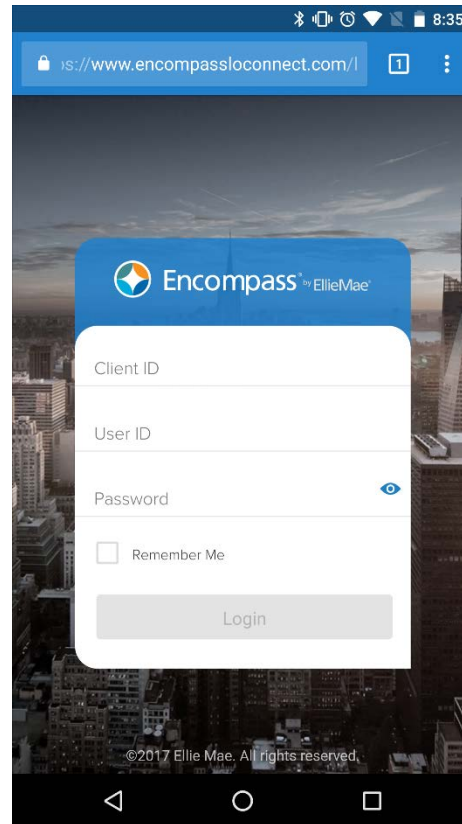 8:35
https://www.encompassloconnect.com/l
1
Encompass® by EllieMae®
Client ID
User ID
Password
Remember Me
Login
©2017 Ellie Mae. All rights reserved.